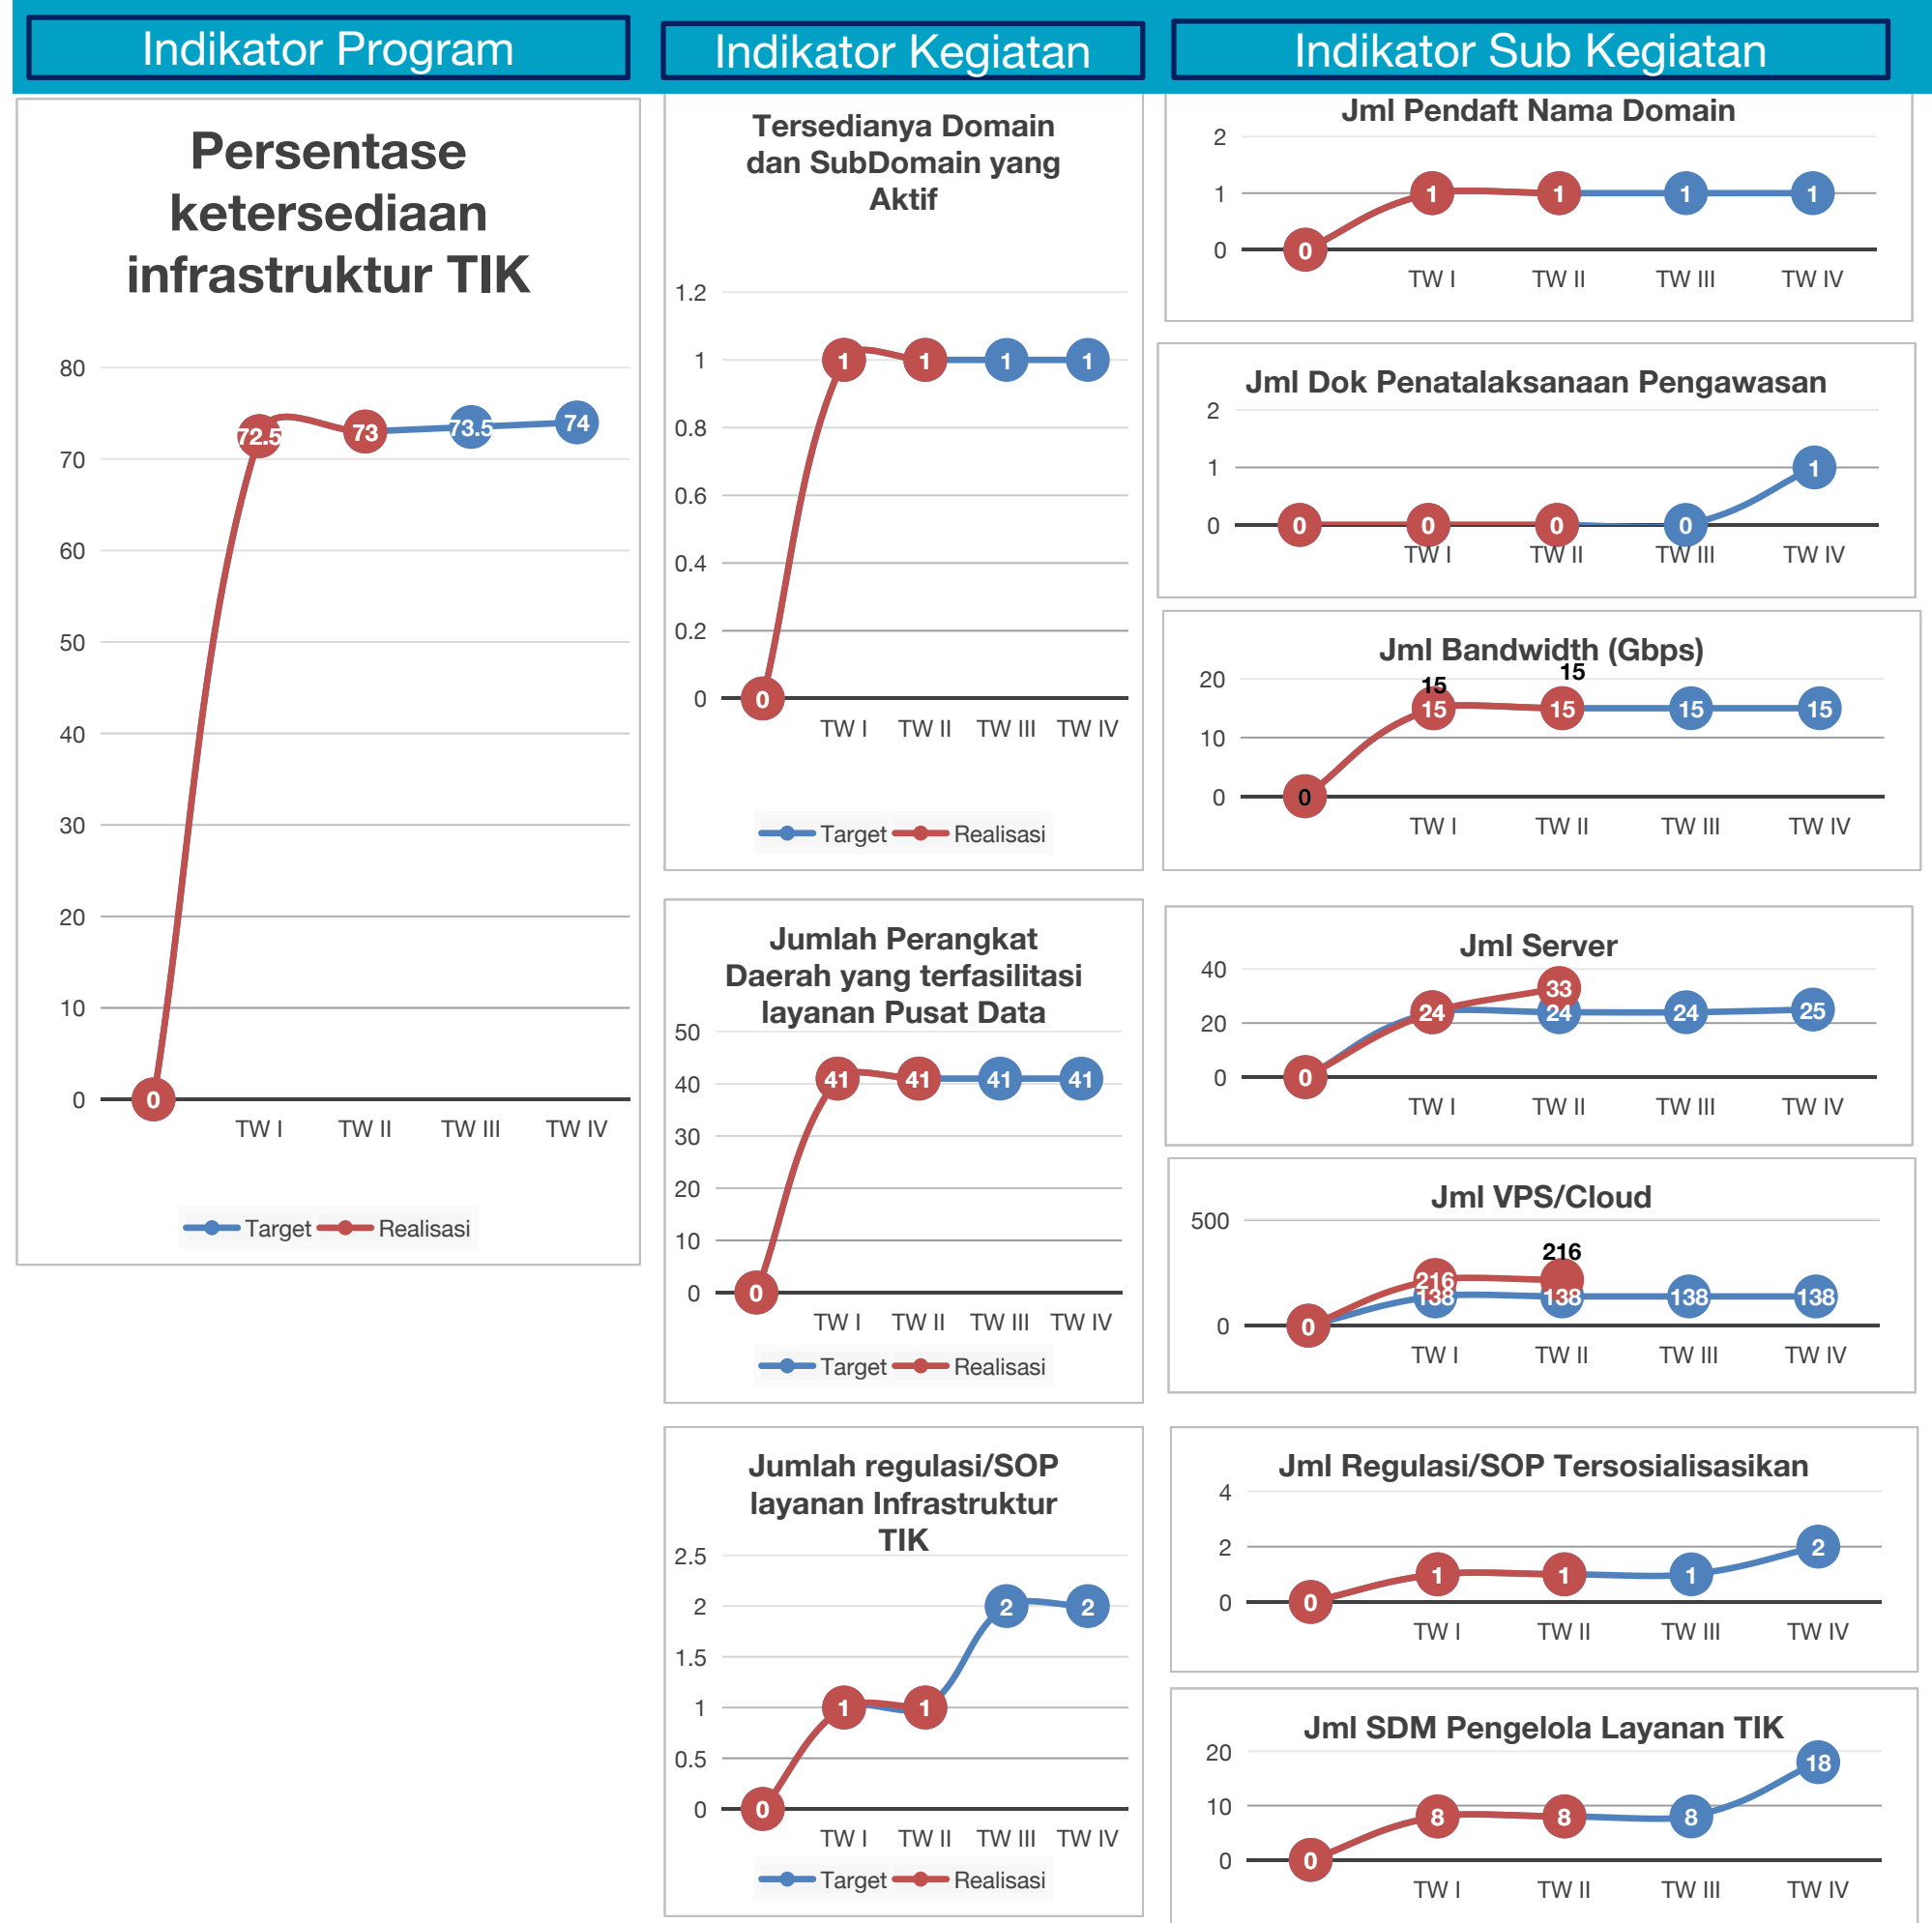 Indikator Program
Indikator Kegiatan
Indikator Sub Kegiatan
Persentase
ketersediaan
infrastruktur TIK
80
70
60
50
40
30
20
10
0
0
72.5
73
73.5
74
TW I TW II TW III TW IV
Target Realisasi
Tersedianya Domain
dan SubDomain yang
Aktif
1.2
1
0.8
0.6
0.4
0.2
0
0
1
1
1
1
TW I TW II TW III TW IV
Target Realisasi
Jumlah Perangkat
Daerah yang terfasilitasi
layanan Pusat Data
50
40
30
20
10
0
0
41
41
41
41
TW I TW II TW III TW IV
Target Realisasi
Jumlah regulasi/SOP
layanan Infrastruktur
TIK
2.5
2
1.5
1
0.5
0
0
1
1
2
2
TW I TW II TW III TW IV
Target Realisasi
Jml Pendaft Nama Domain
2
1
0
0
1
1
1
1
TW I TW II TW III TW IV
Jml Dok Penatalaksanaan Pengawasan
2
1
0
0
0
0
0
1
TW I TW II TW III TW IV
Jml Bandwidth (Gbps)
20
10
0
15
15
0
15
15
15
15
TW I TW II TW III TW IV
Jml Server
40
20
0
33
0
24
24
24
25
TW I TW II TW III TW IV
Jml VPS/Cloud
500
0
216
216
0
138
138
138
138
TW I TW II TW III TW IV
Jml Regulasi/SOP Tersosialisasikan
4
2
0
0
1
1
1
2
TW I TW II TW III TW IV
Jml SDM Pengelola Layanan TIK
20
10
0
0
8
8
8
18
TW I TW II TW III TW IV